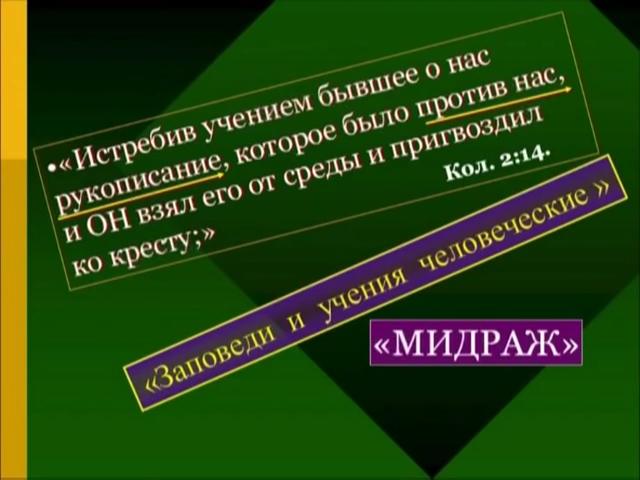 •«Истребив учением бывшее о нас
рукописание, которое было против нас,
и ОН взял его от среды и пригвоздил
ко кресту;»
Кол. 2:14.
«Заповеди и учения человеческие »
«МИДРАЖ»